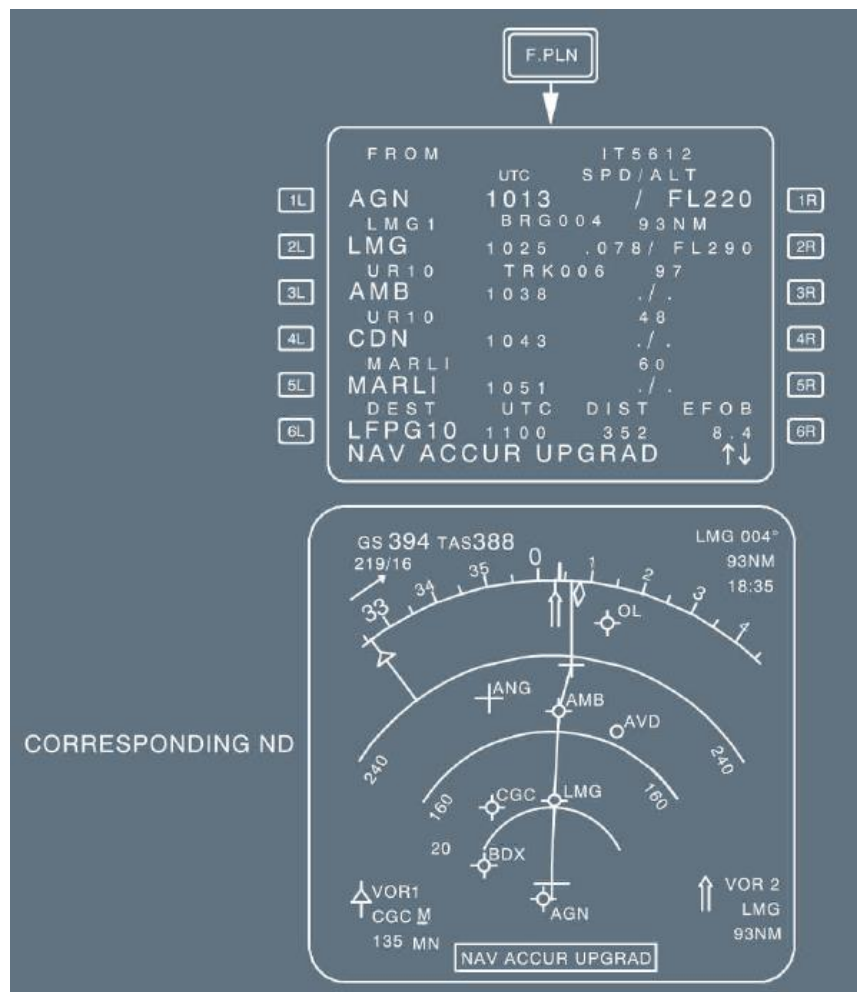 F.PLN
FROM IT5612
UTC SPD/ALT
1L AGN 1013 / FL220 1R
LMG1 BRG004 93NM
2L LMG 1025 .078/ FL290 2R
UR10 TRK006 97
3L AMB 1038 ./. 3R
UR10 48
4L CDN 1043 ./. 4R
MARLI 60
5L MARLI 1051 ./. 5R
DEST UTC DIST EFOB
6L LFPG10 1100 352 8.4 6R
NAV ACCUR UPGRAD ↑↓
GS 394 TAS388
219/16
LMG 004°
93NM
18:35
33 34 35 0 1 2 3 4
OL
ANG
AMB
AVD
CORRESPONDING ND
240 240
CGC
LMG
160 160
20
BDX
AGN
VOR1
CGC M
135 MN
VOR 2
LMG
93NM
NAV ACCUR UPGRAD